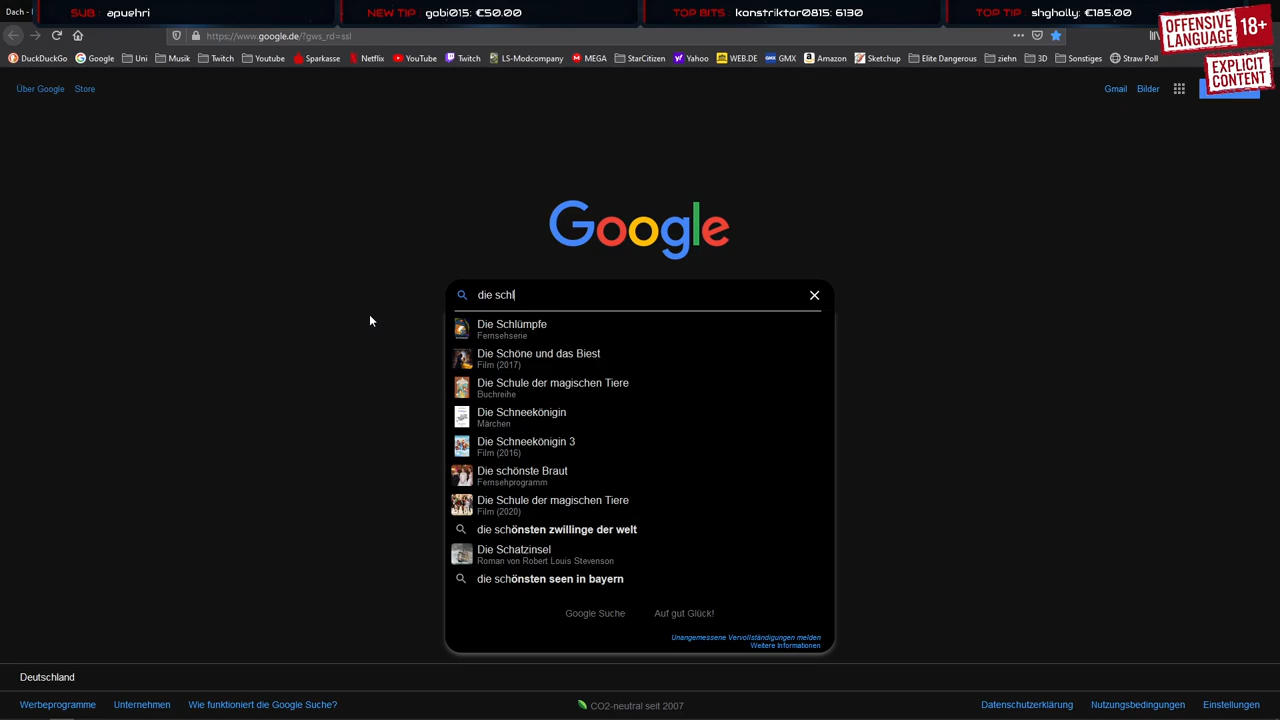 SUB : apuehri
NEW TIP : gobi015: €50.00
TOP BITS : konstriktor0815: 6130
TOP TIP : shgholly: €185.00
OFFENSIVE LANGUAGE 18+
EXPLICIT CONTENT
Dach -
https://www.google.de/?gws_rd=ssl
DuckDuckGo Google Uni Musik Twitch Youtube Sparkasse Netflix YouTube Twitch LS-Modcompany MEGA StarCitizen Yahoo WEB.DE GMX Amazon Sketchup Elite Dangerous ziehn 3D Sonstiges Straw Poll
Über Google Store
Gmail Bilder
Google
die schl
Die Schlümpfe
Fernsehserie
Die Schöne und das Biest
Film (2017)
Die Schule der magischen Tiere
Buchreihe
Die Schneekönigin
Märchen
Die Schneekönigin 3
Film (2016)
Die schönste Braut
Fernsehprogramm
Die Schule der magischen Tiere
Film (2020)
die schönsten zwillinge der welt
Die Schatzinsel
Roman von Robert Louis Stevenson
die schönsten seen in bayern
Google Suche Auf gut Glück!
Unangemessene Vervollständigungen melden
Weitere Informationen
Deutschland
Werbeprogramme Unternehmen Wie funktioniert die Google Suche? CO2-neutral seit 2007 Datenschutzerklärung Nutzungsbedingungen Einstellungen